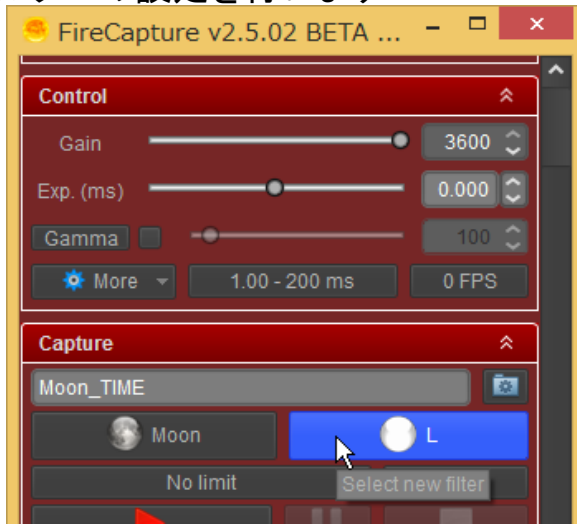 FireCapture v2.5.02 BETA ...
Control
Gain 3600
Exp. (ms) 0.000
Gamma 100
More 1.00 - 200 ms 0 FPS
Capture
Moon_TIME
Moon L
No limit
Select new filter